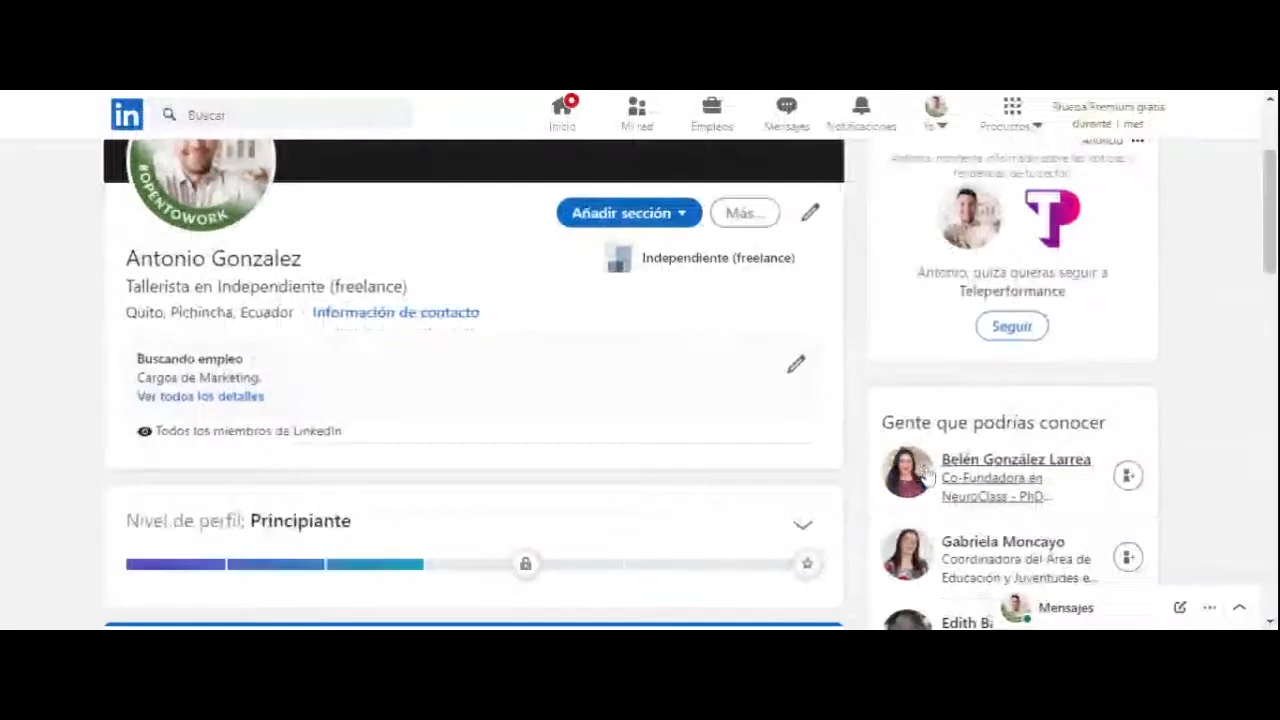 in
Buscar
Inicio
Mi red
Empleos
Mensajes
Notificaciones
Yo
Productos
Prueba Premium gratis
durante 1 mes
#OPENTOWORK
Añadir sección
Más...
Antonio Gonzalez
Independiente (freelance)
Tallerista en Independiente (freelance)
Quito, Pichincha, Ecuador · Información de contacto
Buscando empleo
Cargos de Marketing.
Ver todos los detalles
Todos los miembros de LinkedIn
Nivel de perfil: Principiante
Anuncio ...
Antonio, quizá quieras seguir a
Teleperformance
Seguir
Gente que podrías conocer
Belén González Larrea
Co-Fundadora en
NeuroClass - PhD...
Gabriela Moncayo
Coordinadora del Área de
Educación y Juventudes e...
Edith
Mensajes